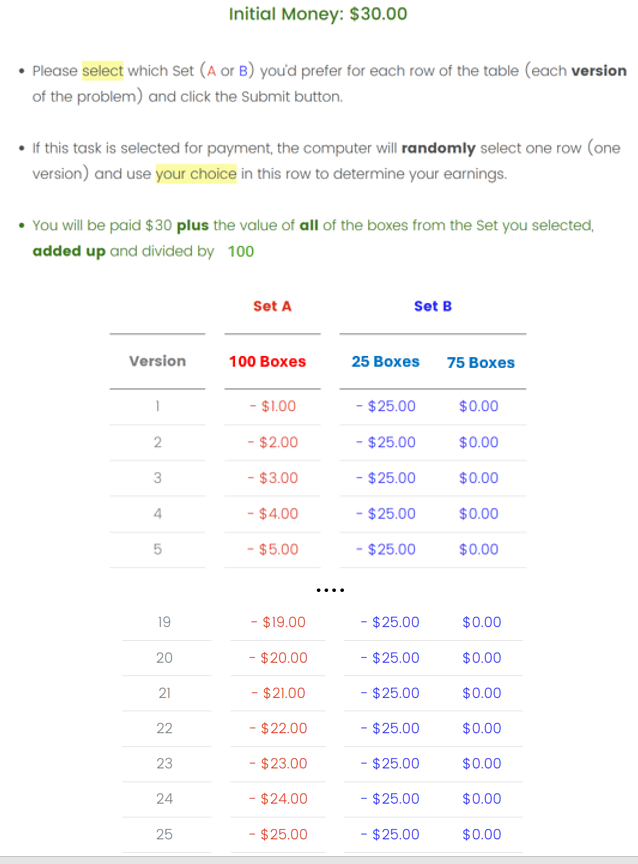 Initial Money: $30.00
• Please select which Set (A or B) you'd prefer for each row of the table (each version
of the problem) and click the Submit button.
• If this task is selected for payment, the computer will randomly select one row (one
version) and use your choice in this row to determine your earnings.
• You will be paid $30 plus the value of all of the boxes from the Set you selected,
added up and divided by 100
Set A Set B
Version 100 Boxes 25 Boxes 75 Boxes
1 - $1.00 - $25.00 $0.00
2 - $2.00 - $25.00 $0.00
3 - $3.00 - $25.00 $0.00
4 - $4.00 - $25.00 $0.00
5 - $5.00 - $25.00 $0.00
....
19 - $19.00 - $25.00 $0.00
20 - $20.00 - $25.00 $0.00
21 - $21.00 - $25.00 $0.00
22 - $22.00 - $25.00 $0.00
23 - $23.00 - $25.00 $0.00
24 - $24.00 - $25.00 $0.00
25 - $25.00 - $25.00 $0.00